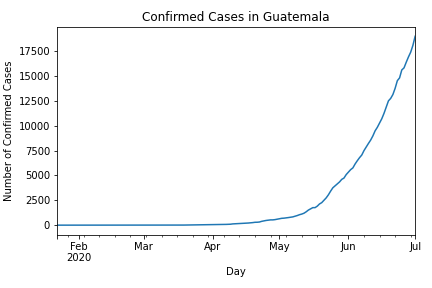 Confirmed Cases in Guatemala
Number of Confirmed Cases
17500
15000
12500
10000
7500
5000
2500
0
Feb Mar Apr May Jun Jul
2020
Day